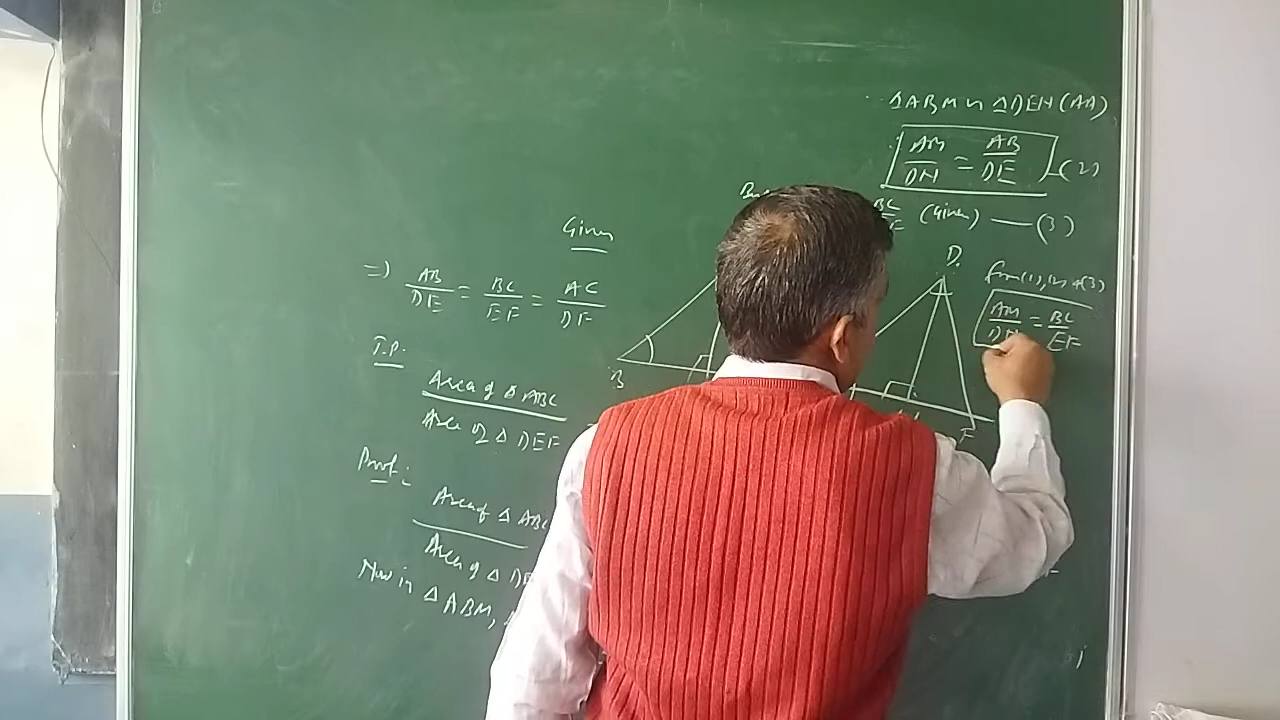 Given
=) AB/DE = BC/EF = AC/DF
T.P.
Area of Δ ABC
Area of Δ DEF
Proof:
Area of Δ ABC
Area of Δ DE
Now in Δ ABM,
B
Δ ABM ~ Δ DEN (AA)
AM/DN = AB/DE -(2)
BC (Given) —(3)
D.
F
from (1), (2) & (3)
AM/DN = BC/EF